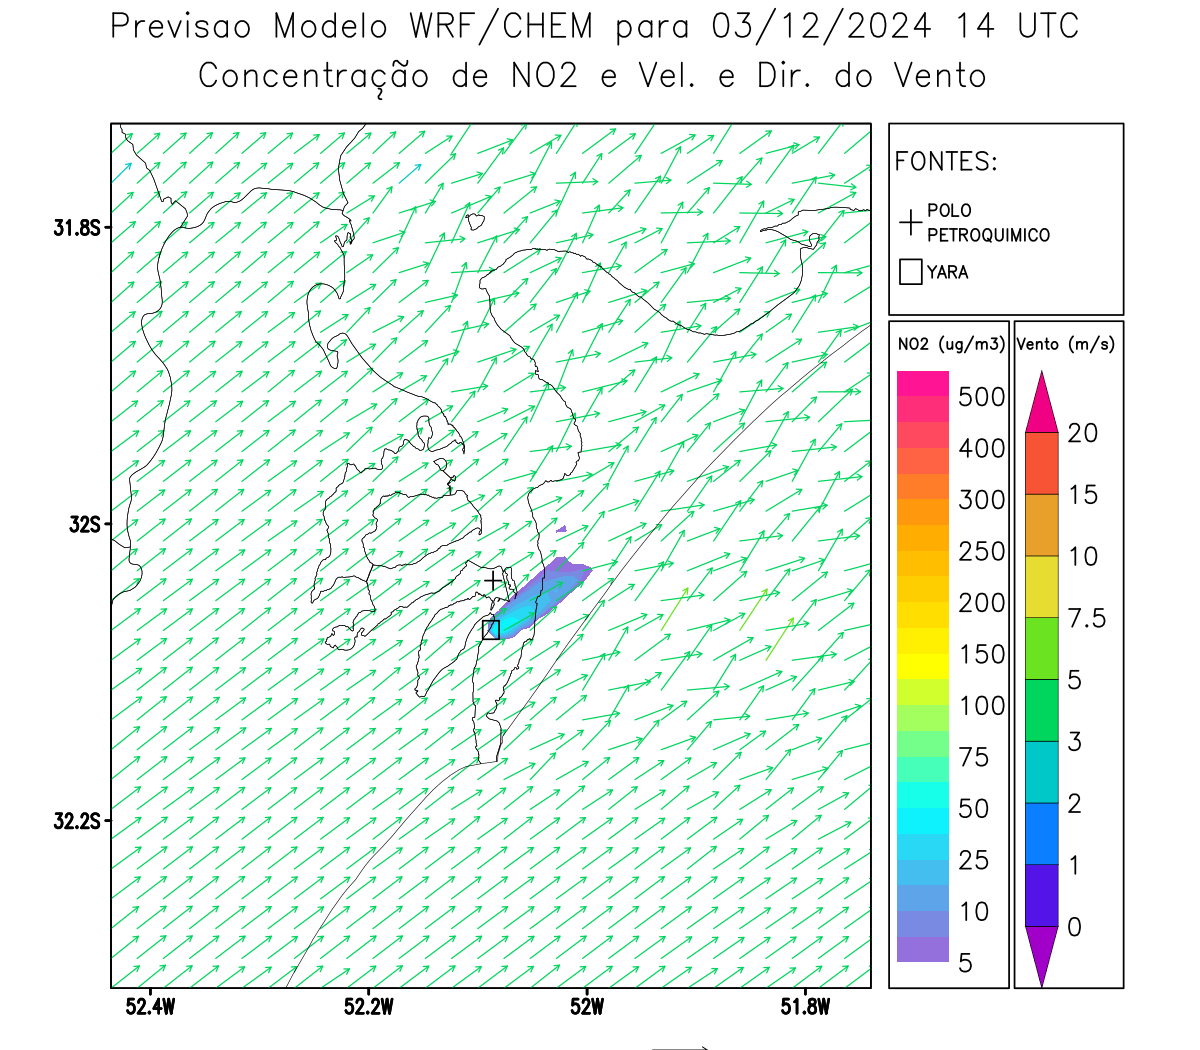 Previsao Modelo WRF/CHEM para 03/12/2024 14 UTC
Concentração de NO2 e Vel. e Dir. do Vento
FONTES:
POLO
PETROQUIMICO
YARA
NO2 (ug/m3)
500
400
300
250
200
150
100
75
50
25
10
5
Vento (m/s)
20
15
10
7.5
5
3
2
1
0
31.8S
32S
32.2S
52.4W
52.2W
52W
51.8W